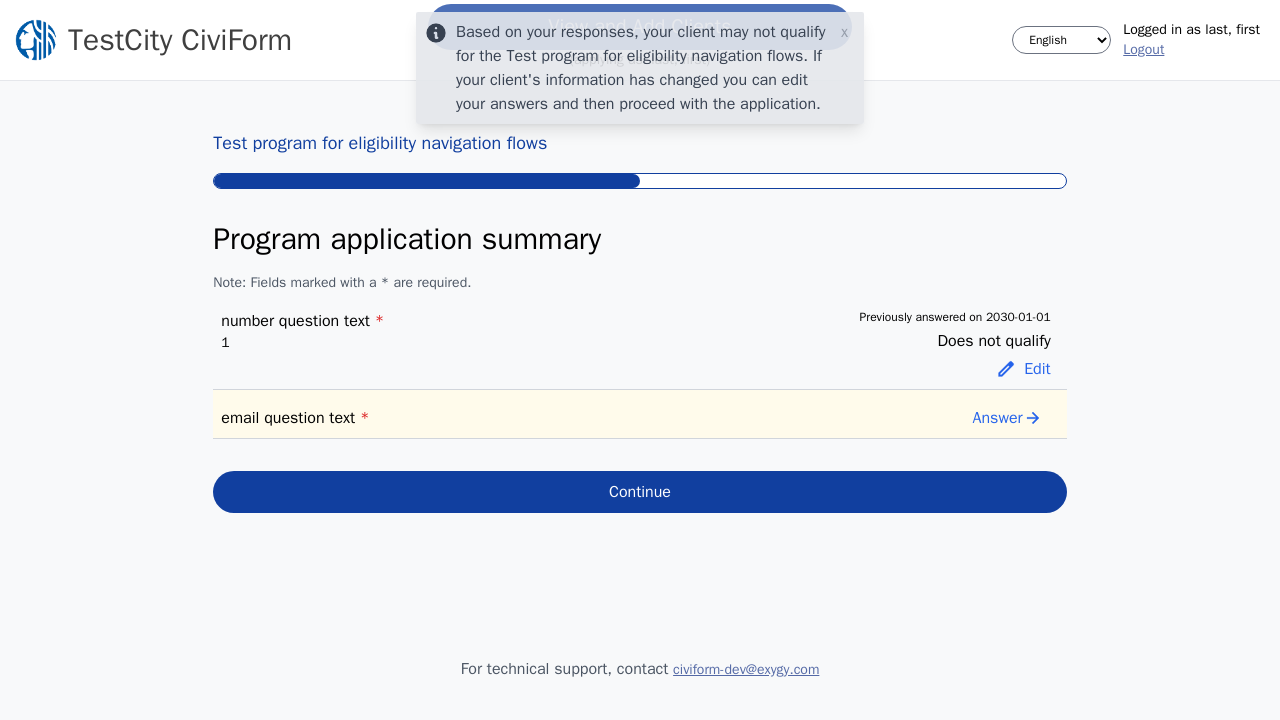 TestCity CiviForm
View and Add Clients
Based on your responses, your client may not qualify
for the Test program for eligibility navigation flows. If
your client's information has changed you can edit
your answers and then proceed with the application.
x
English
Logged in as last, first
Logout
Test program for eligibility navigation flows
Program application summary
Note: Fields marked with a * are required.
number question text *
1
Previously answered on 2030-01-01
Does not qualify
Edit
email question text *
Answer
Continue
For technical support, contact civiform-dev@exygy.com